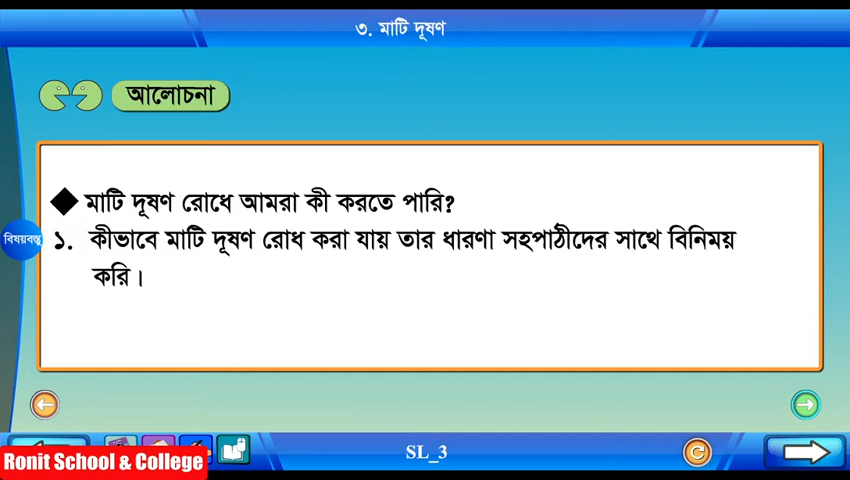 ৩. মাটি দূষণ
আলোচনা
মাটি দূষণ রোধে আমরা কী করতে পারি?
১. কীভাবে মাটি দূষণ রোধ করা যায় তার ধারণা সহপাঠীদের সাথে বিনিময়
করি।
বিষয়বস্তু
SL_3
Ronit School & College